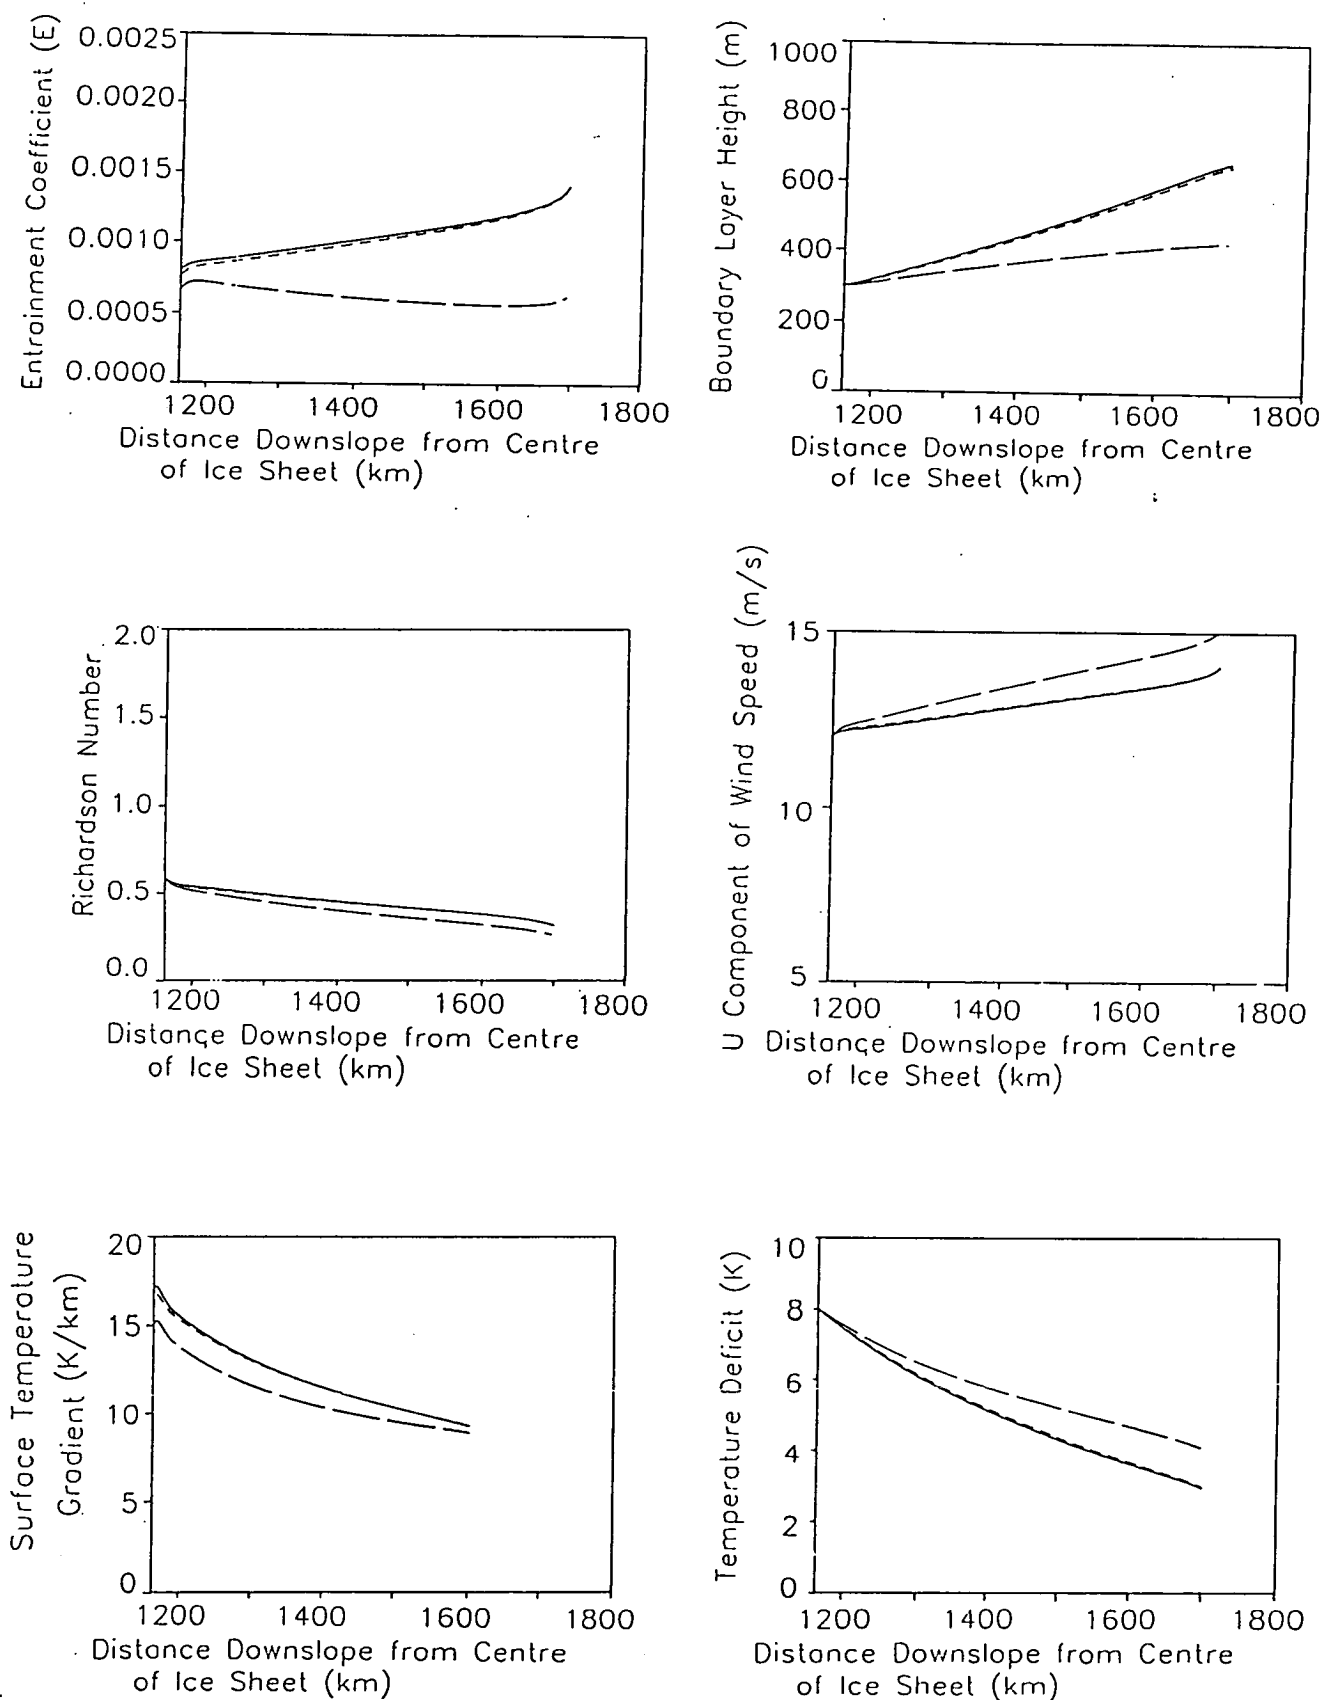 Entrainment Coefficient (E)
0.0025
0.0020
0.0015
0.0010
0.0005
0.0000
1200 1400 1600 1800
Distance Downslope from Centre
of Ice Sheet (km)
Boundary Layer Height (m)
1000
800
600
400
200
0
1200 1400 1600 1800
Distance Downslope from Centre
of Ice Sheet (km)
Richardson Number
2.0
1.5
1.0
0.5
0.0
1200 1400 1600 1800
Distance Downslope from Centre
of Ice Sheet (km)
U Component of Wind Speed (m/s)
15
10
5
1200 1400 1600 1800
Distance Downslope from Centre
of Ice Sheet (km)
Surface Temperature
Gradient (K/km)
20
15
10
5
0
1200 1400 1600 1800
Distance Downslope from Centre
of Ice Sheet (km)
Temperature Deficit (K)
10
8
6
4
2
0
1200 1400 1600 1800
Distance Downslope from Centre
of Ice Sheet (km)